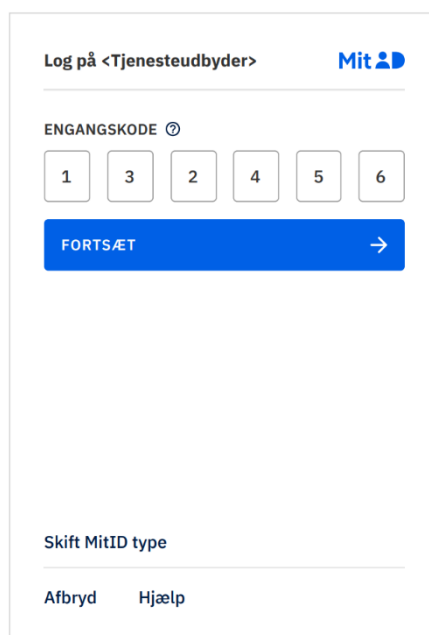 Log på <Tjenesteudbyder> MitID
ENGANGSKODE ?
1 3 2 4 5 6
FORTSÆT →
Skift MitID type
Afbryd Hjælp